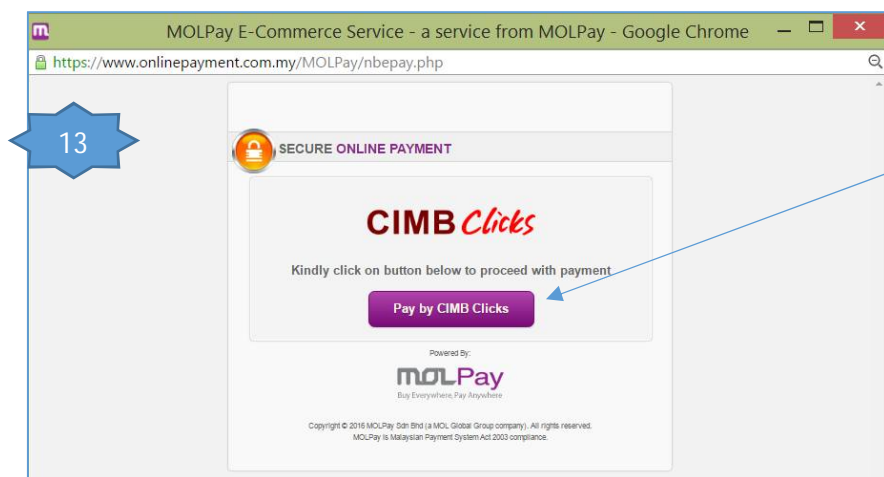 MOLPay E-Commerce Service - a service from MOLPay - Google Chrome
https://www.onlinepayment.com.my/MOLPay/nbepay.php
13
SECURE ONLINE PAYMENT
CIMB Clicks
Kindly click on button below to proceed with payment
Pay by CIMB Clicks
Powered By:
MOLPay
Buy Everywhere, Pay Anywhere
Copyright © 2016 MOLPay Sdn Bhd (a MOL Global Group company). All rights reserved.
MOLPay is Malaysian Payment System Act 2003 compliance.